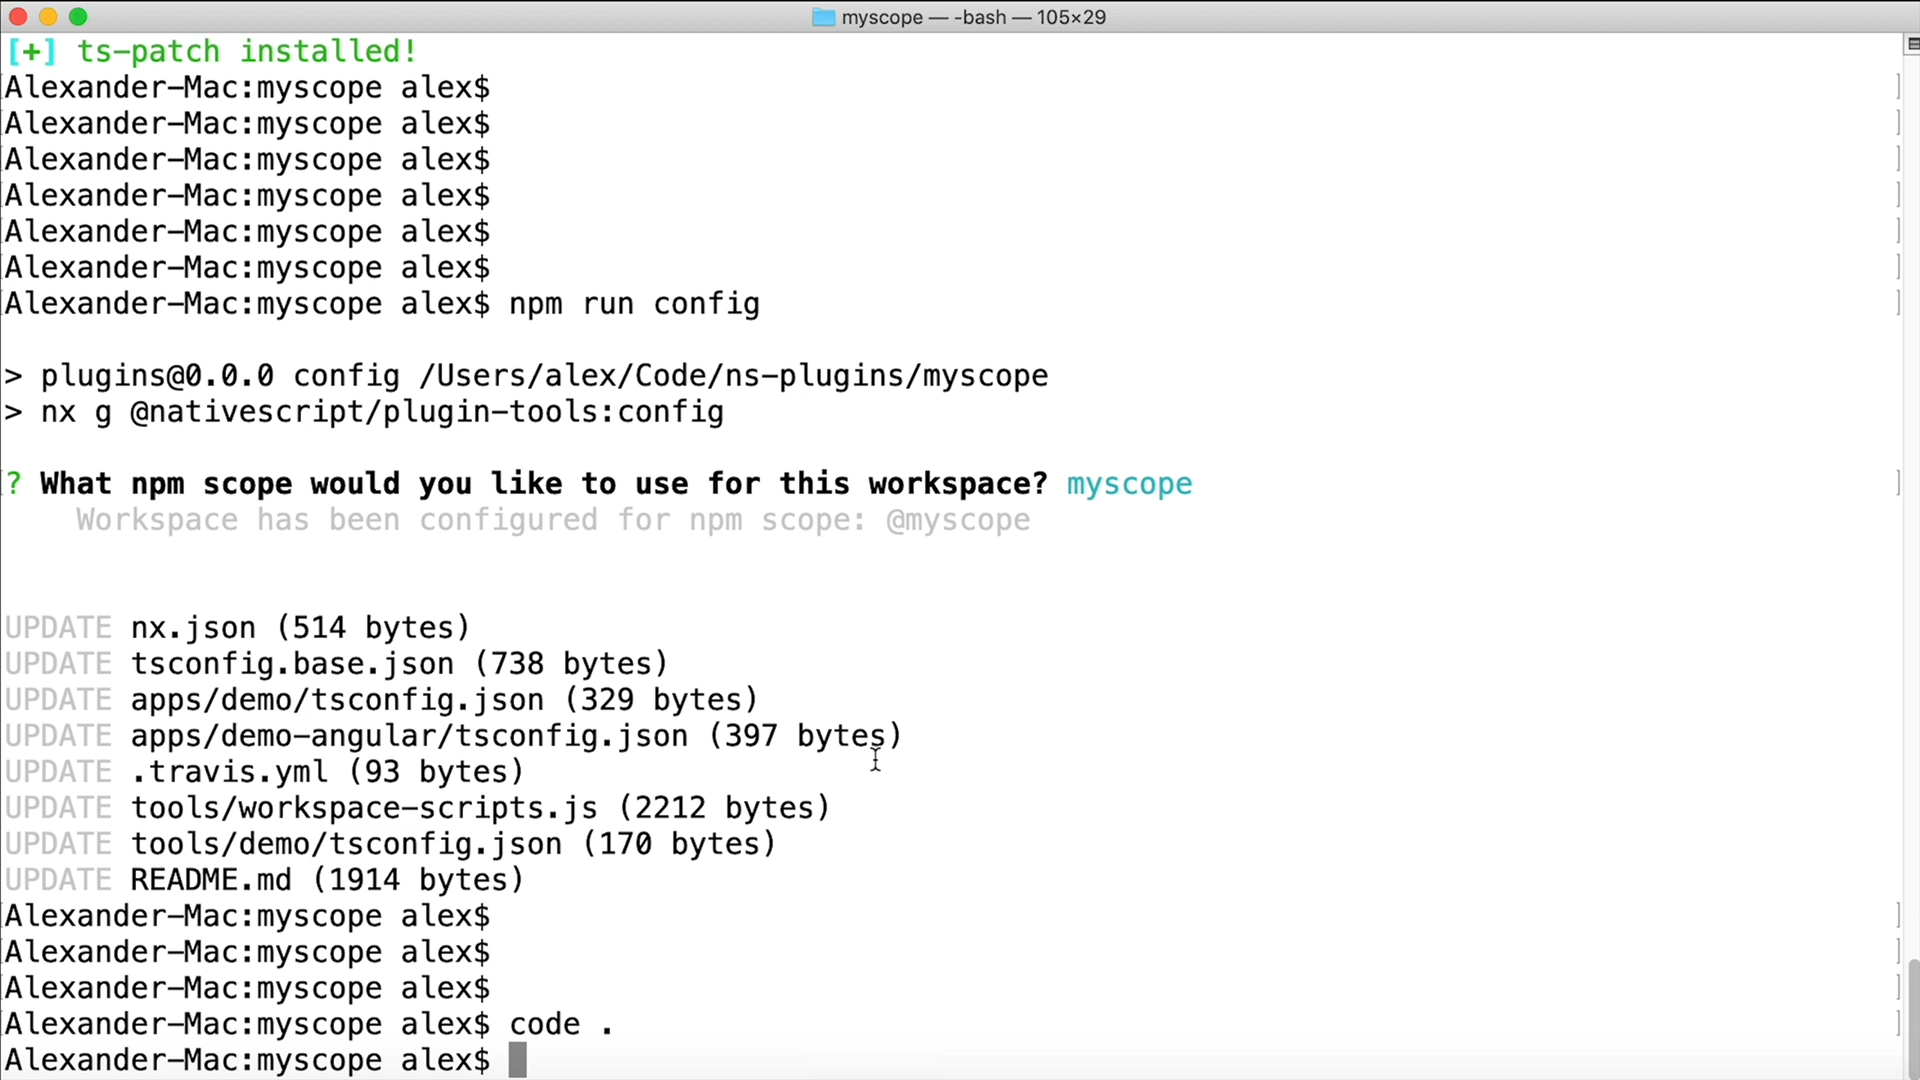 myscope — -bash — 105×29
[+] ts-patch installed!
Alexander-Mac:myscope alex$
Alexander-Mac:myscope alex$
Alexander-Mac:myscope alex$
Alexander-Mac:myscope alex$
Alexander-Mac:myscope alex$
Alexander-Mac:myscope alex$
Alexander-Mac:myscope alex$ npm run config
> plugins@0.0.0 config /Users/alex/Code/ns-plugins/myscope
> nx g @nativescript/plugin-tools:config
? What npm scope would you like to use for this workspace? myscope
Workspace has been configured for npm scope: @myscope
UPDATE nx.json (514 bytes)
UPDATE tsconfig.base.json (738 bytes)
UPDATE apps/demo/tsconfig.json (329 bytes)
UPDATE apps/demo-angular/tsconfig.json (397 bytes)
UPDATE .travis.yml (93 bytes)
UPDATE tools/workspace-scripts.js (2212 bytes)
UPDATE tools/demo/tsconfig.json (170 bytes)
UPDATE README.md (1914 bytes)
Alexander-Mac:myscope alex$
Alexander-Mac:myscope alex$
Alexander-Mac:myscope alex$
Alexander-Mac:myscope alex$ code .
Alexander-Mac:myscope alex$